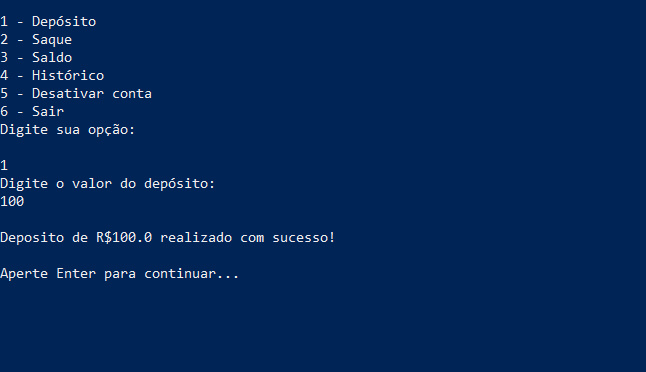 1 - Depósito
2 - Saque
3 - Saldo
4 - Histórico
5 - Desativar conta
6 - Sair
Digite sua opção:
1
Digite o valor do depósito:
100
Deposito de R$100.0 realizado com sucesso!
Aperte Enter para continuar...